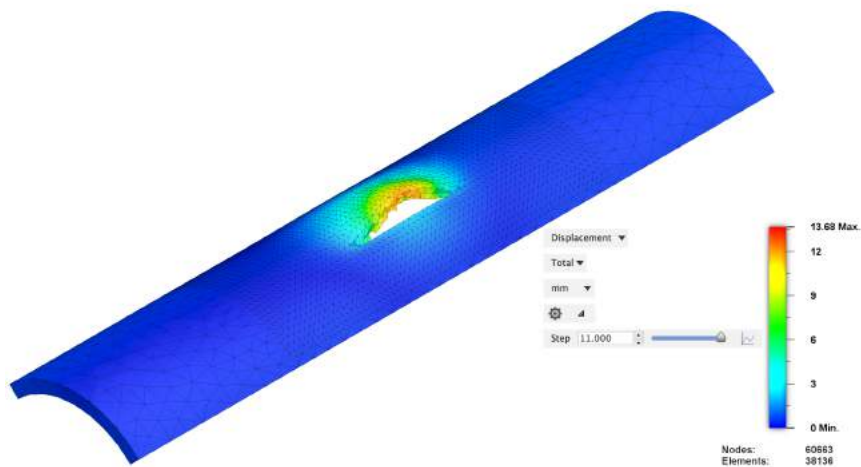 Displacement
Total
mm
Step 11.000
13.68 Max.
12
9
6
3
0 Min.
Nodes: 60663
Elements: 38136